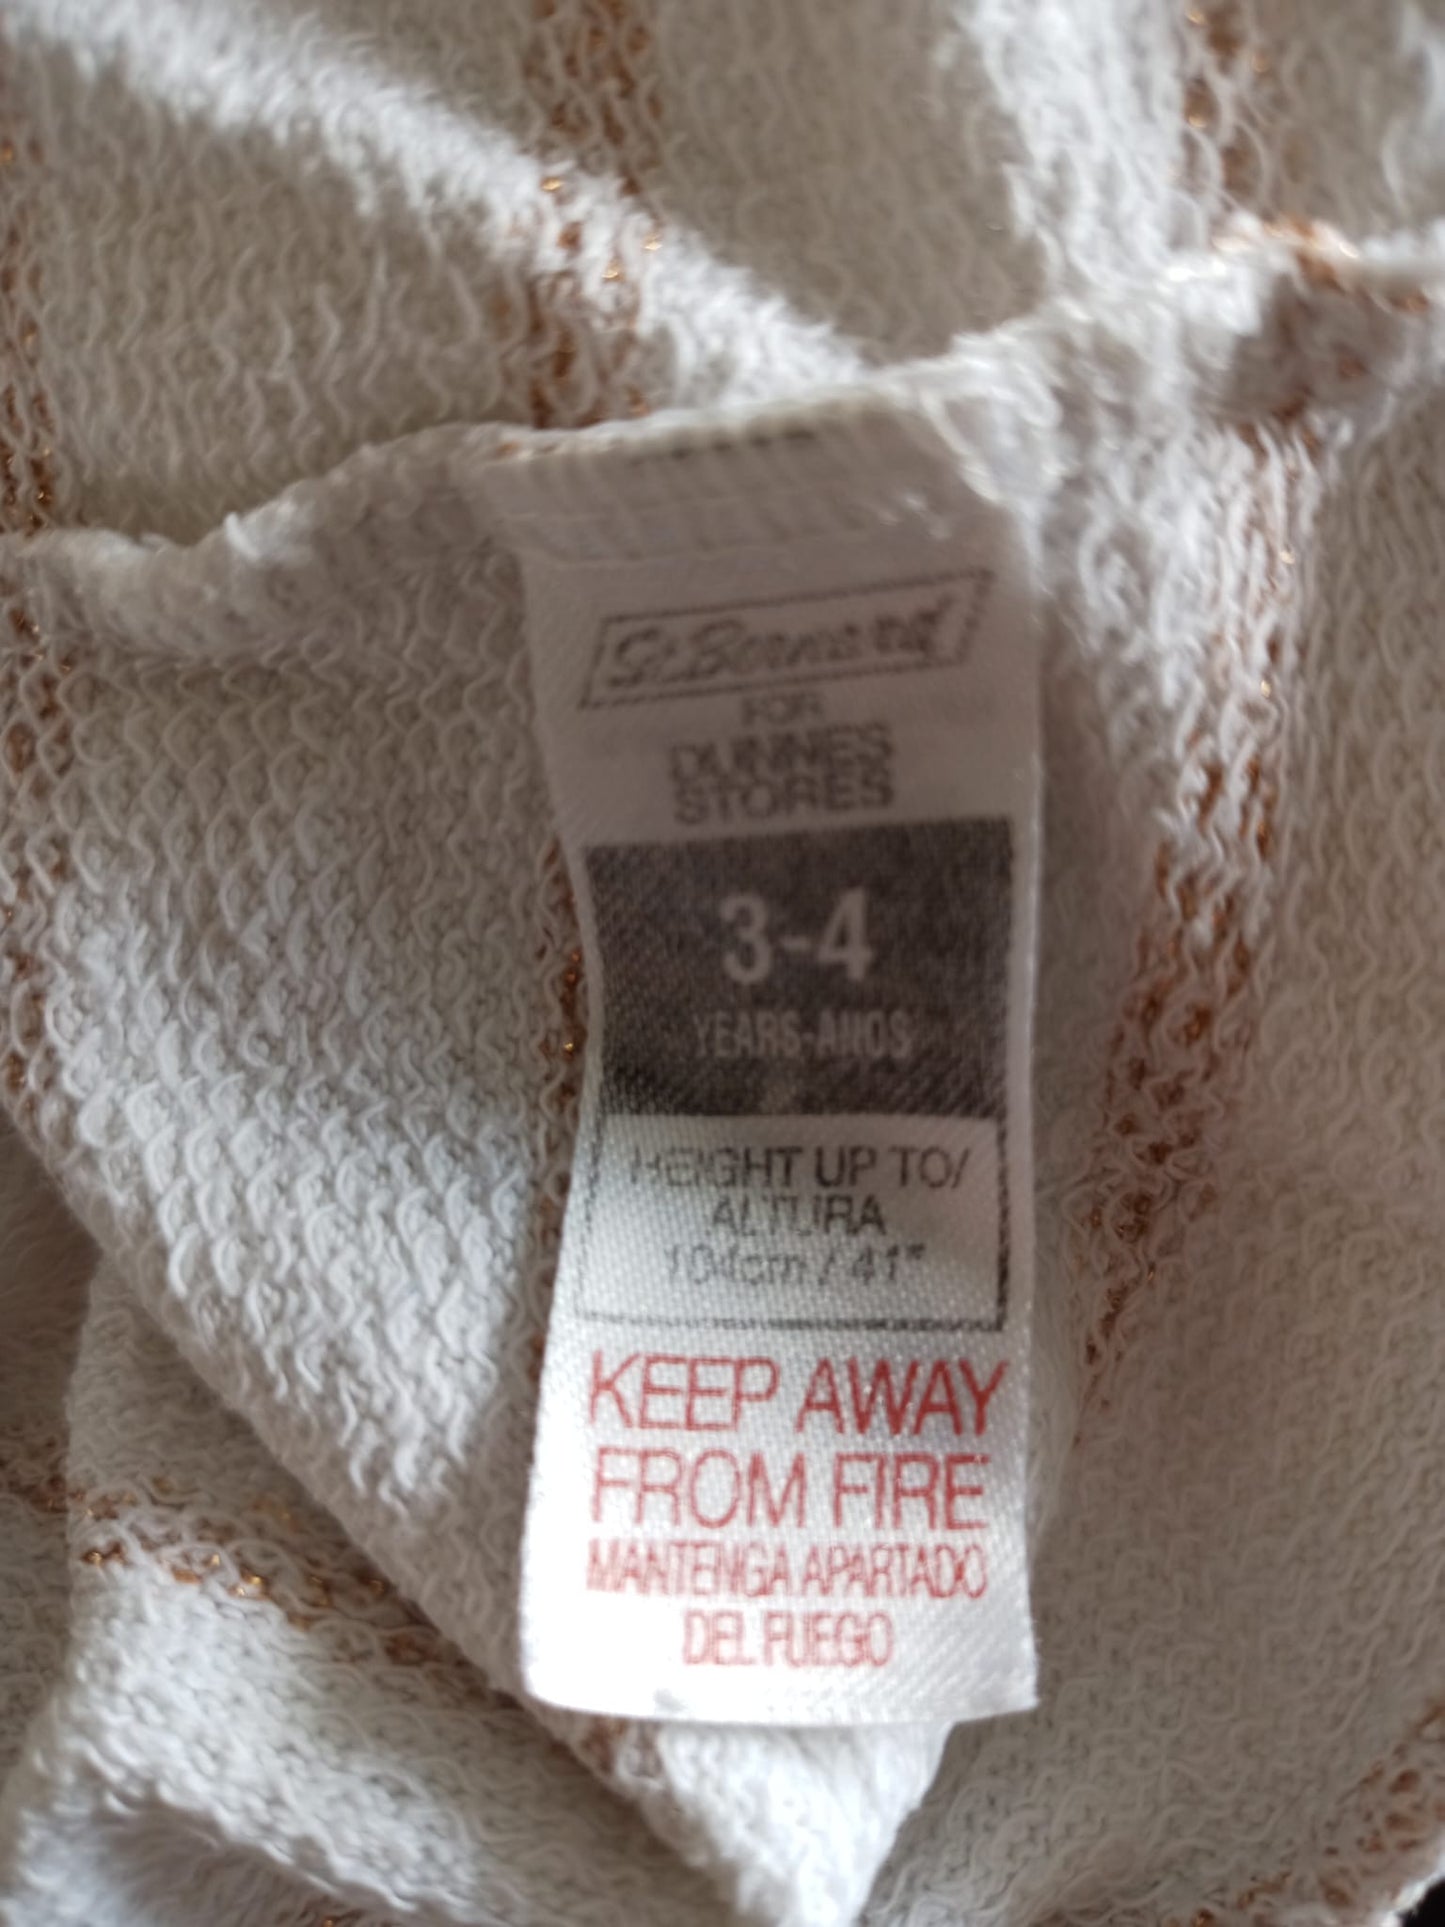 St. Bernard
FOR
DUNNES
STORES
3-4
YEARS-AÑOS
HEIGHT UP TO/
ALTURA
104cm / 41"
KEEP AWAY
FROM FIRE
MANTENGA APARTADO
DEL FUEGO